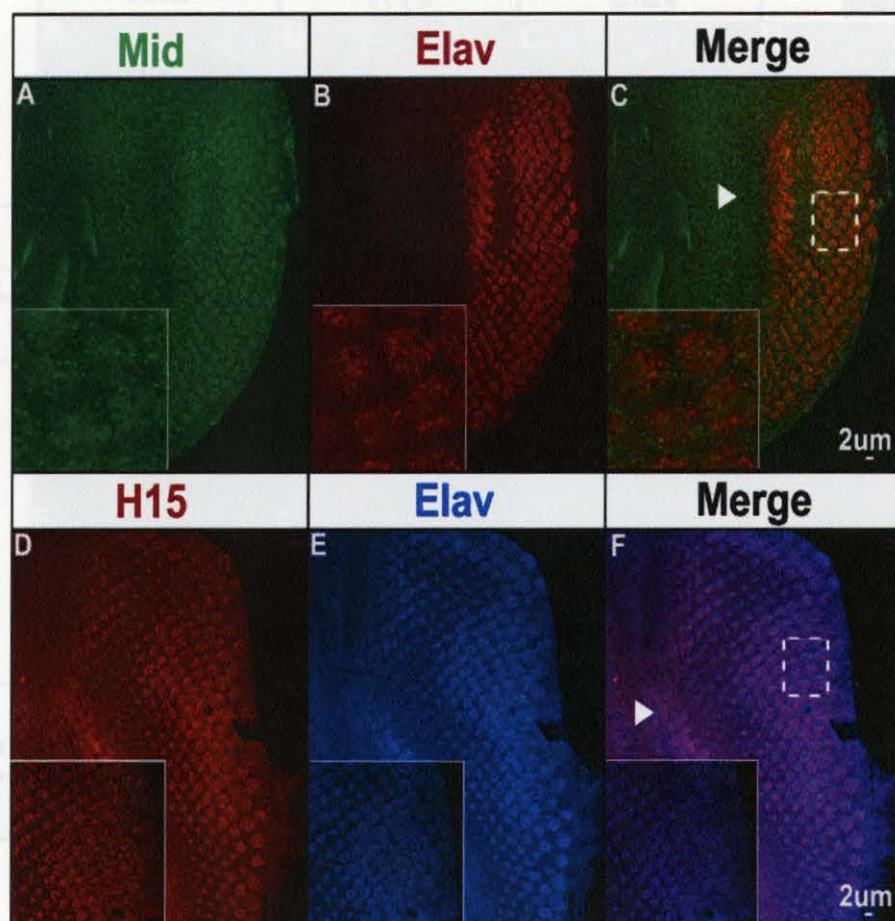 Mid Elav Merge
A B C
2um
H15 Elav Merge
D E F
2um